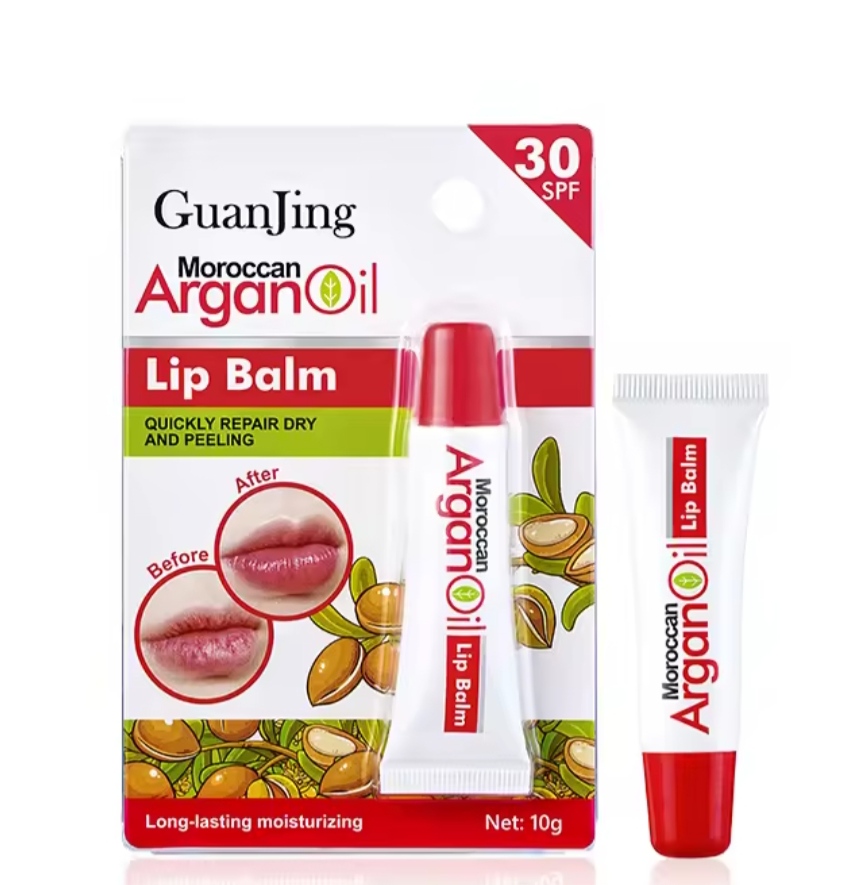 30
SPF
GuanJing
Moroccan
ArganOil
Lip Balm
QUICKLY REPAIR DRY
AND PEELING
After
Before
Moroccan
ArganOil
Lip Balm
Long-lasting moisturizing
Net: 10g
Moroccan
ArganOil
Lip Balm